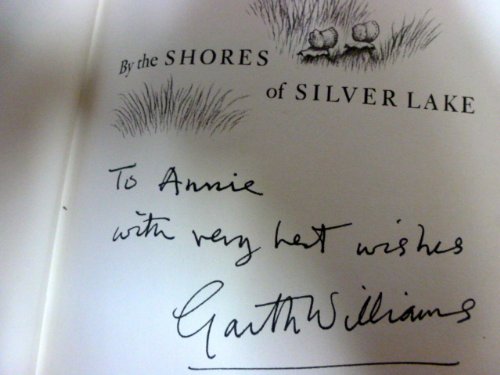 By the SHORES
of SILVER LAKE
To Annie
with very best wishes
Garth Williams